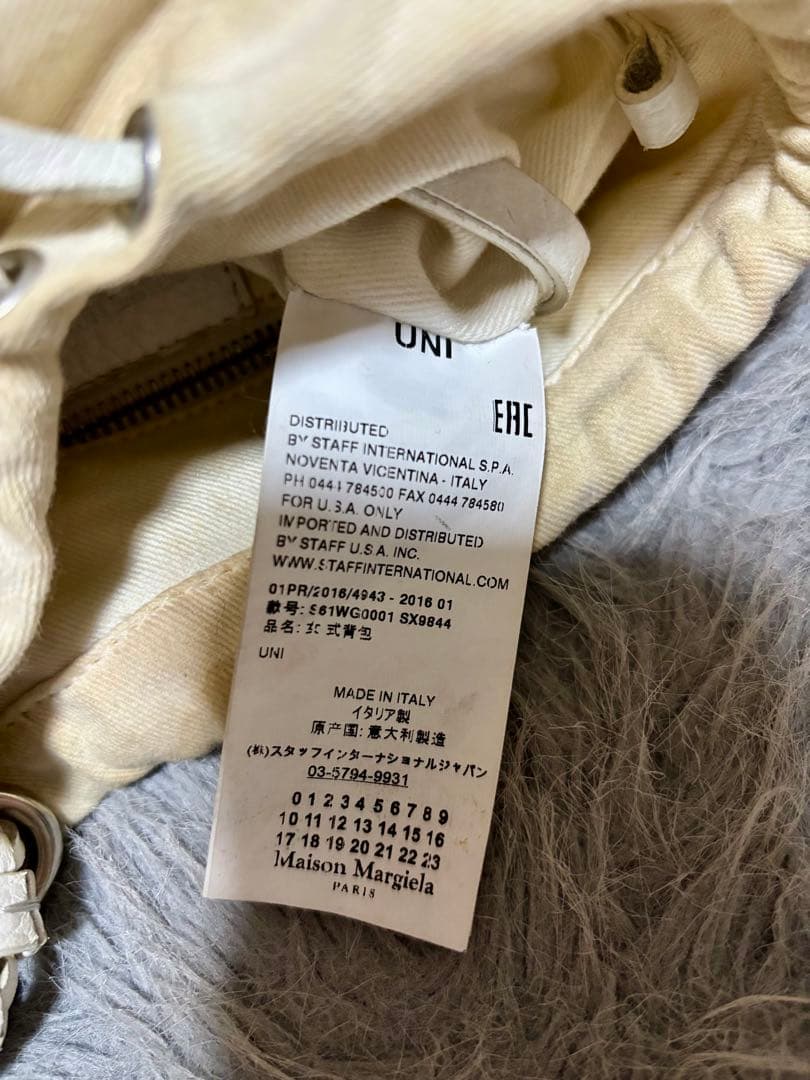 UNI
EAC
DISTRIBUTED
BY STAFF INTERNATIONAL S.P.A.
NOVENTA VICENTINA - ITALY
PH 0444 784500 FAX 0444 784580
FOR U.S.A. ONLY
IMPORTED AND DISTRIBUTED
BY STAFF U.S.A. INC.
WWW.STAFFINTERNATIONAL.COM
01PR/2016/4943 - 2016 01
款号: S61WG0001 SX9844
品名: 式背包
UNI
MADE IN ITALY
イタリア製
原产国: 意大利製造
(株)スタッフインターナショナルジャパン
03-5794-9931
0 1 2 3 4 5 6 7 8 9
10 11 12 13 14 15 16
17 18 19 20 21 22 23
Maison Margiela
PARIS